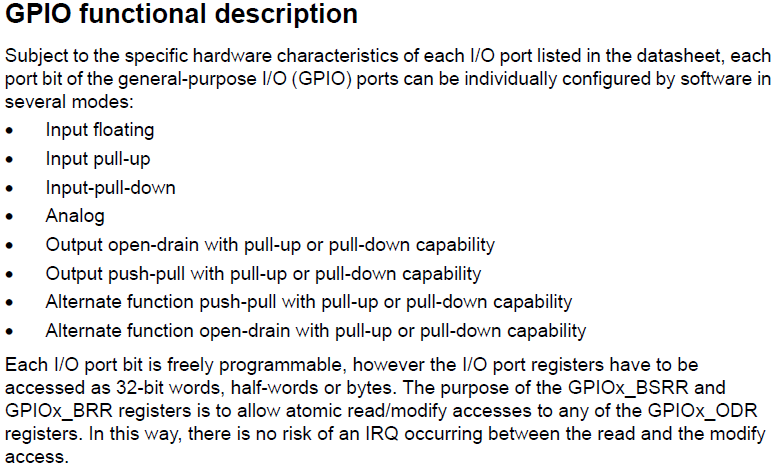 GPIO functional description
Subject to the specific hardware characteristics of each I/O port listed in the datasheet, each
port bit of the general-purpose I/O (GPIO) ports can be individually configured by software in
several modes:
• Input floating
• Input pull-up
• Input-pull-down
• Analog
• Output open-drain with pull-up or pull-down capability
• Output push-pull with pull-up or pull-down capability
• Alternate function push-pull with pull-up or pull-down capability
• Alternate function open-drain with pull-up or pull-down capability
Each I/O port bit is freely programmable, however the I/O port registers have to be
accessed as 32-bit words, half-words or bytes. The purpose of the GPIOx_BSRR and
GPIOx_BRR registers is to allow atomic read/modify accesses to any of the GPIOx_ODR
registers. In this way, there is no risk of an IRQ occurring between the read and the modify
access.